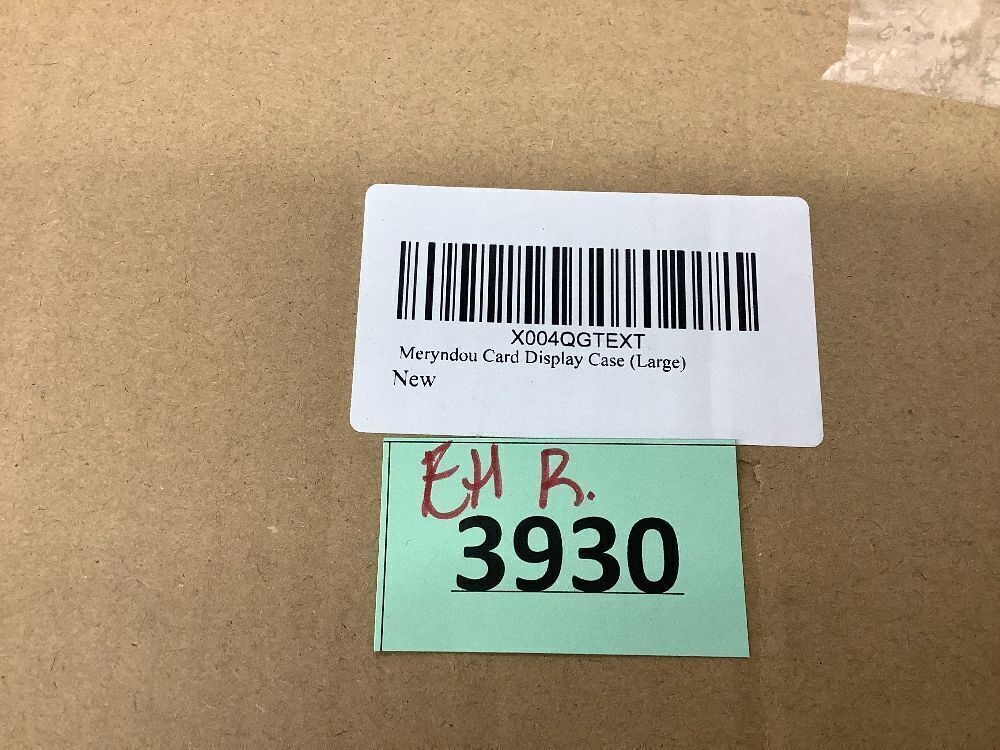 X004QGTEXT
Meryndou Card Display Case (Large)
New
EH R.
3930